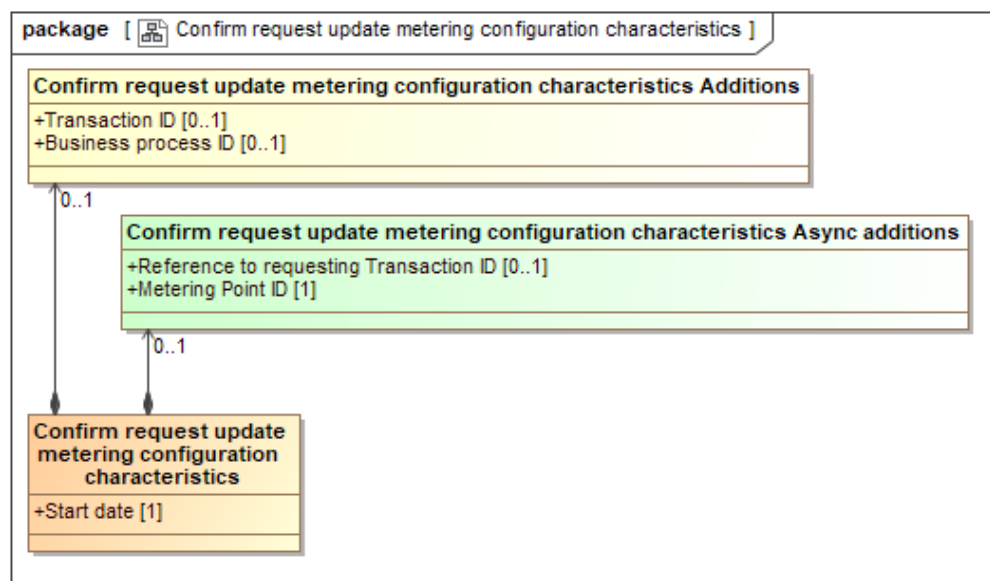 package [ Confirm request update metering configuration characteristics ]
Confirm request update metering configuration characteristics Additions
+Transaction ID [0..1]
+Business process ID [0..1]
0..1
Confirm request update metering configuration characteristics Async additions
+Reference to requesting Transaction ID [0..1]
+Metering Point ID [1]
0..1
Confirm request update
metering configuration
characteristics
+Start date [1]